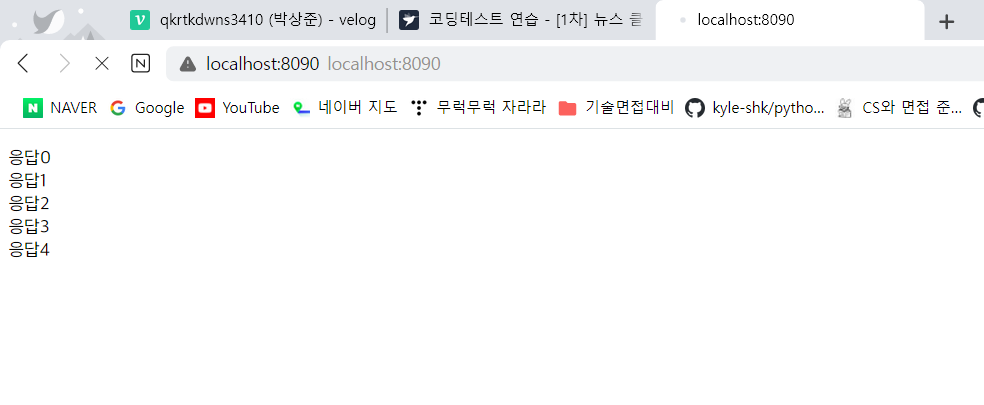 qkrtkdwns3410 (박상준) - velog 코딩테스트 연습 - [1차] 뉴스 클 localhost:8090
localhost:8090 localhost:8090
NAVER Google YouTube 네이버 지도 무럭무럭 자라라 기술면접대비 kyle-shk/pytho... CS와 면접 준...
응답0
응답1
응답2
응답3
응답4